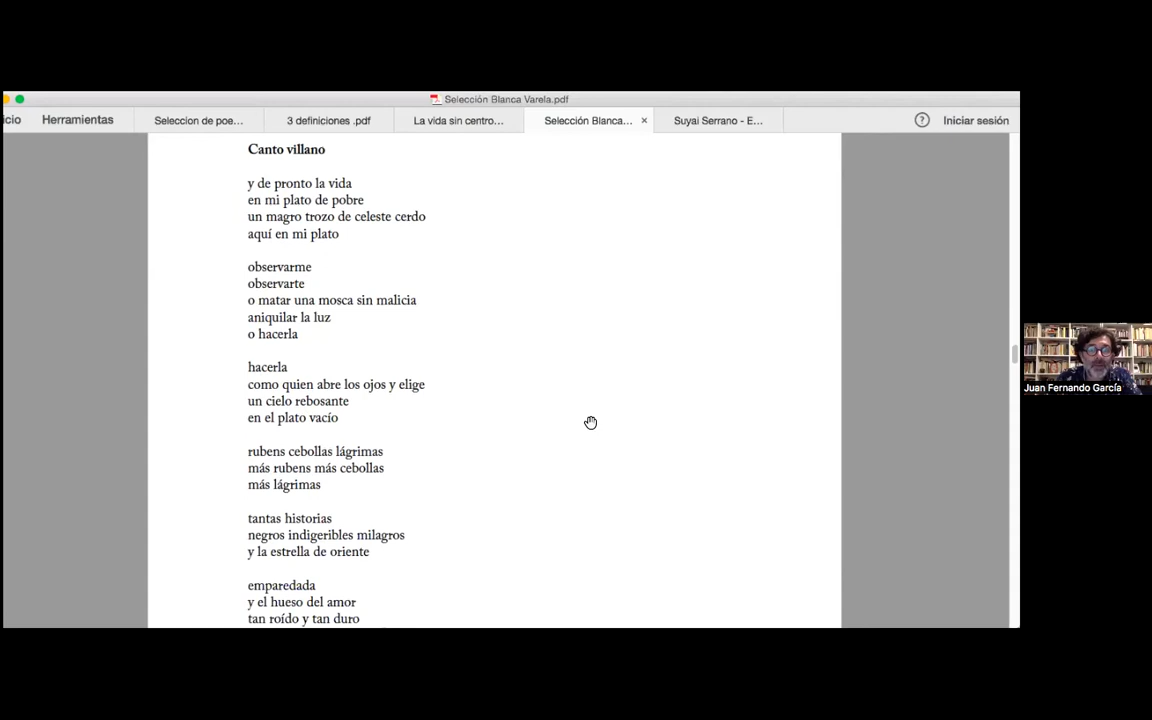 Selección Blanca Varela.pdf
icio
Herramientas
Seleccion de poe...
3 definiciones .pdf
La vida sin centro...
Selección Blanca...
×
Suyai Serrano - E...
?
Iniciar sesión
Canto villano
y de pronto la vida
en mi plato de pobre
un magro trozo de celeste cerdo
aquí en mi plato
observarme
observarte
o matar una mosca sin malicia
aniquilar la luz
o hacerla
hacerla
como quien abre los ojos y elige
un cielo rebosante
en el plato vacío
rubens cebollas lágrimas
más rubens más cebollas
más lágrimas
tantas historias
negros indigeribles milagros
y la estrella de oriente
emparedada
y el hueso del amor
tan roído y tan duro
Juan Fernando García